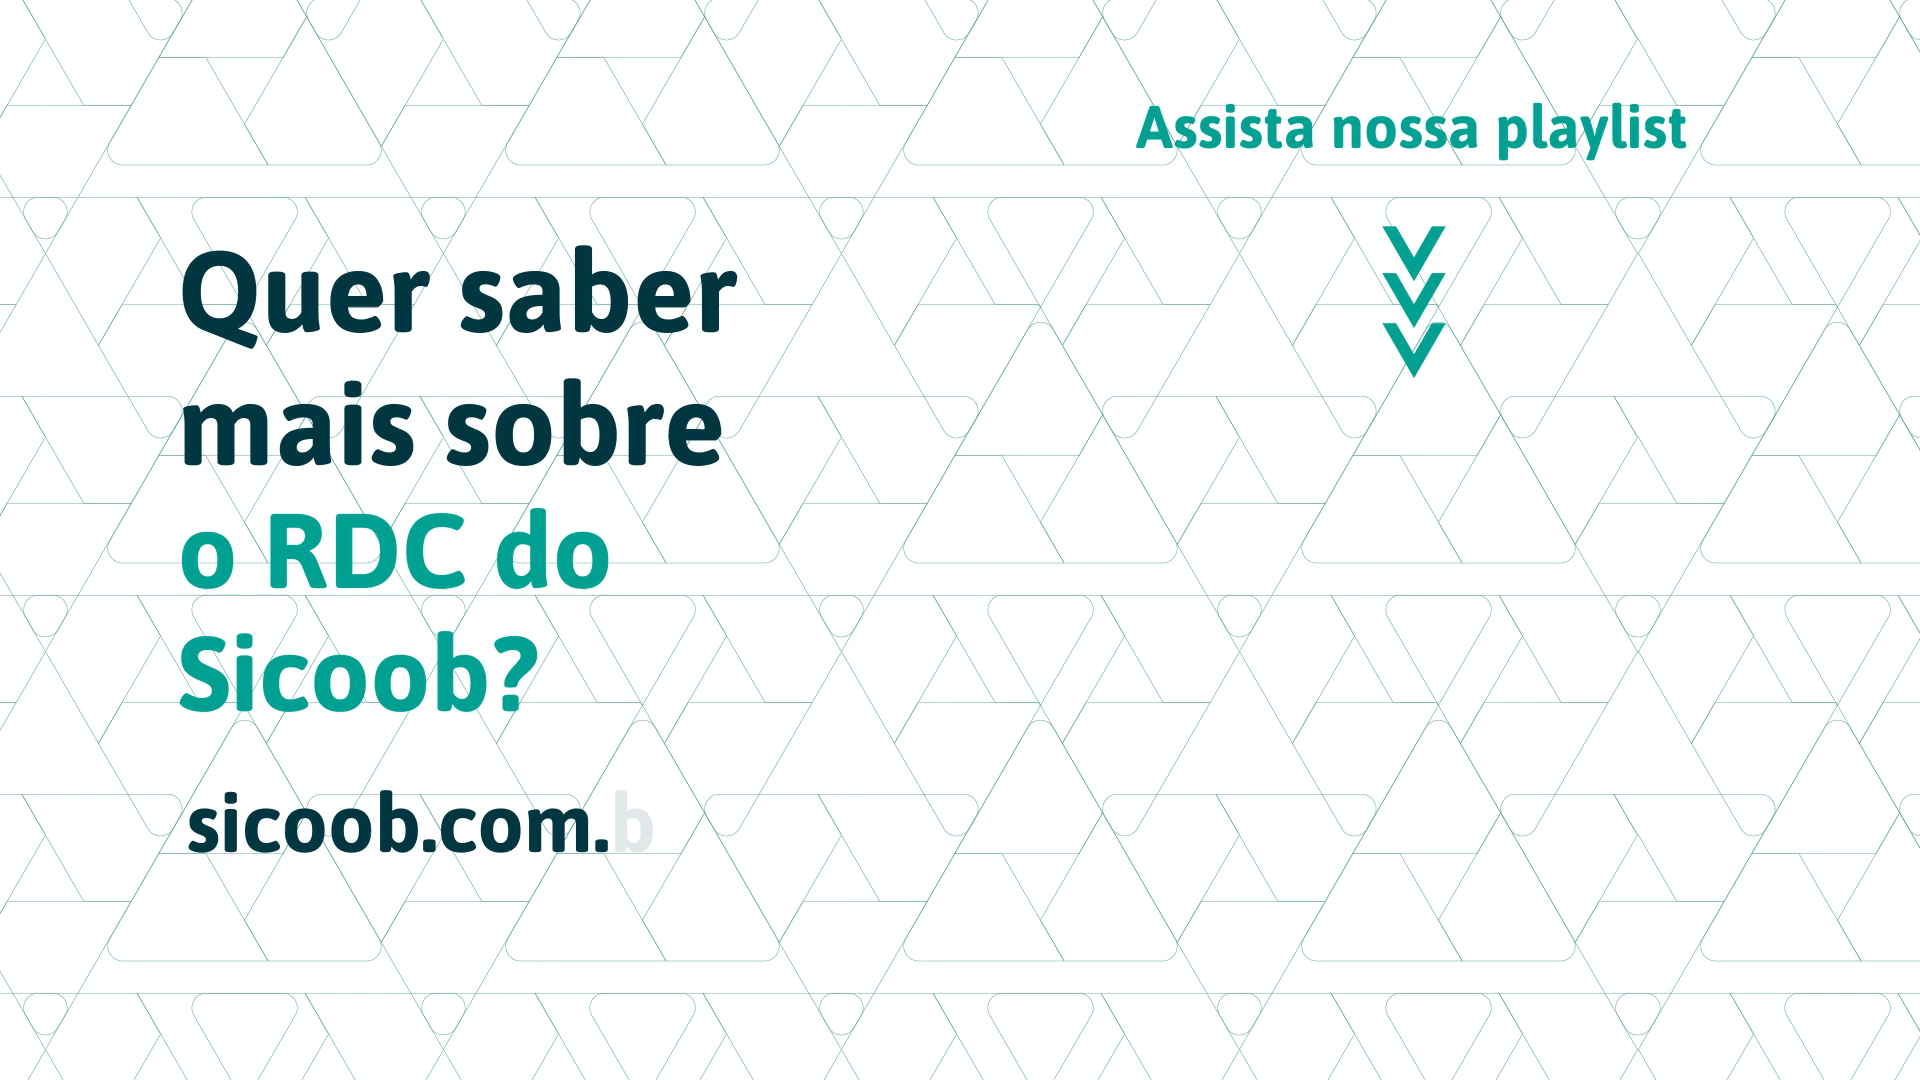 Assista nossa playlist
Quer saber
mais sobre
o RDC do
Sicoob?
sicoob.com.b